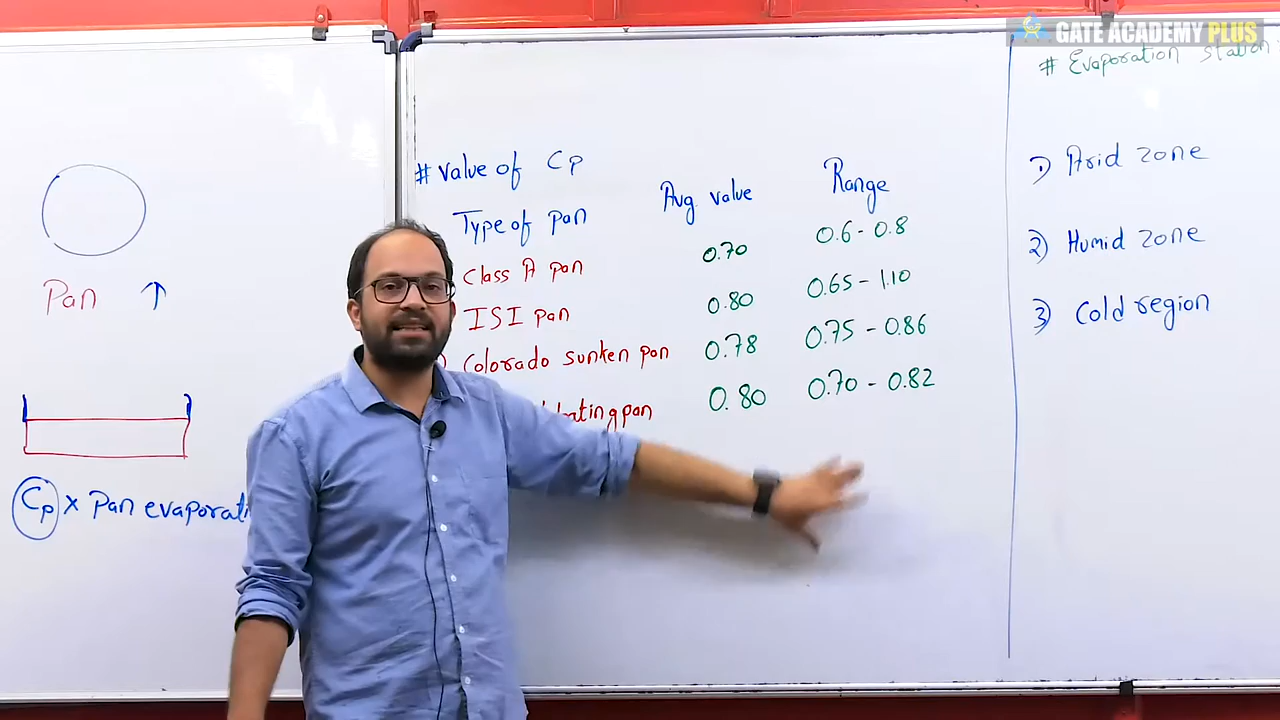 GATE ACADEMY PLUS
Pan ↑
Cp × Pan evaporati
# Value of Cp
Type of pan Avg. value Range
Class A pan 0.70 0.6 - 0.8
ISI pan 0.80 0.65 - 1.10
Colorado sunken pan 0.78 0.75 - 0.86
pan 0.80 0.70 - 0.82
# Evaporation station
1) Arid zone
2) Humid zone
3) Cold region